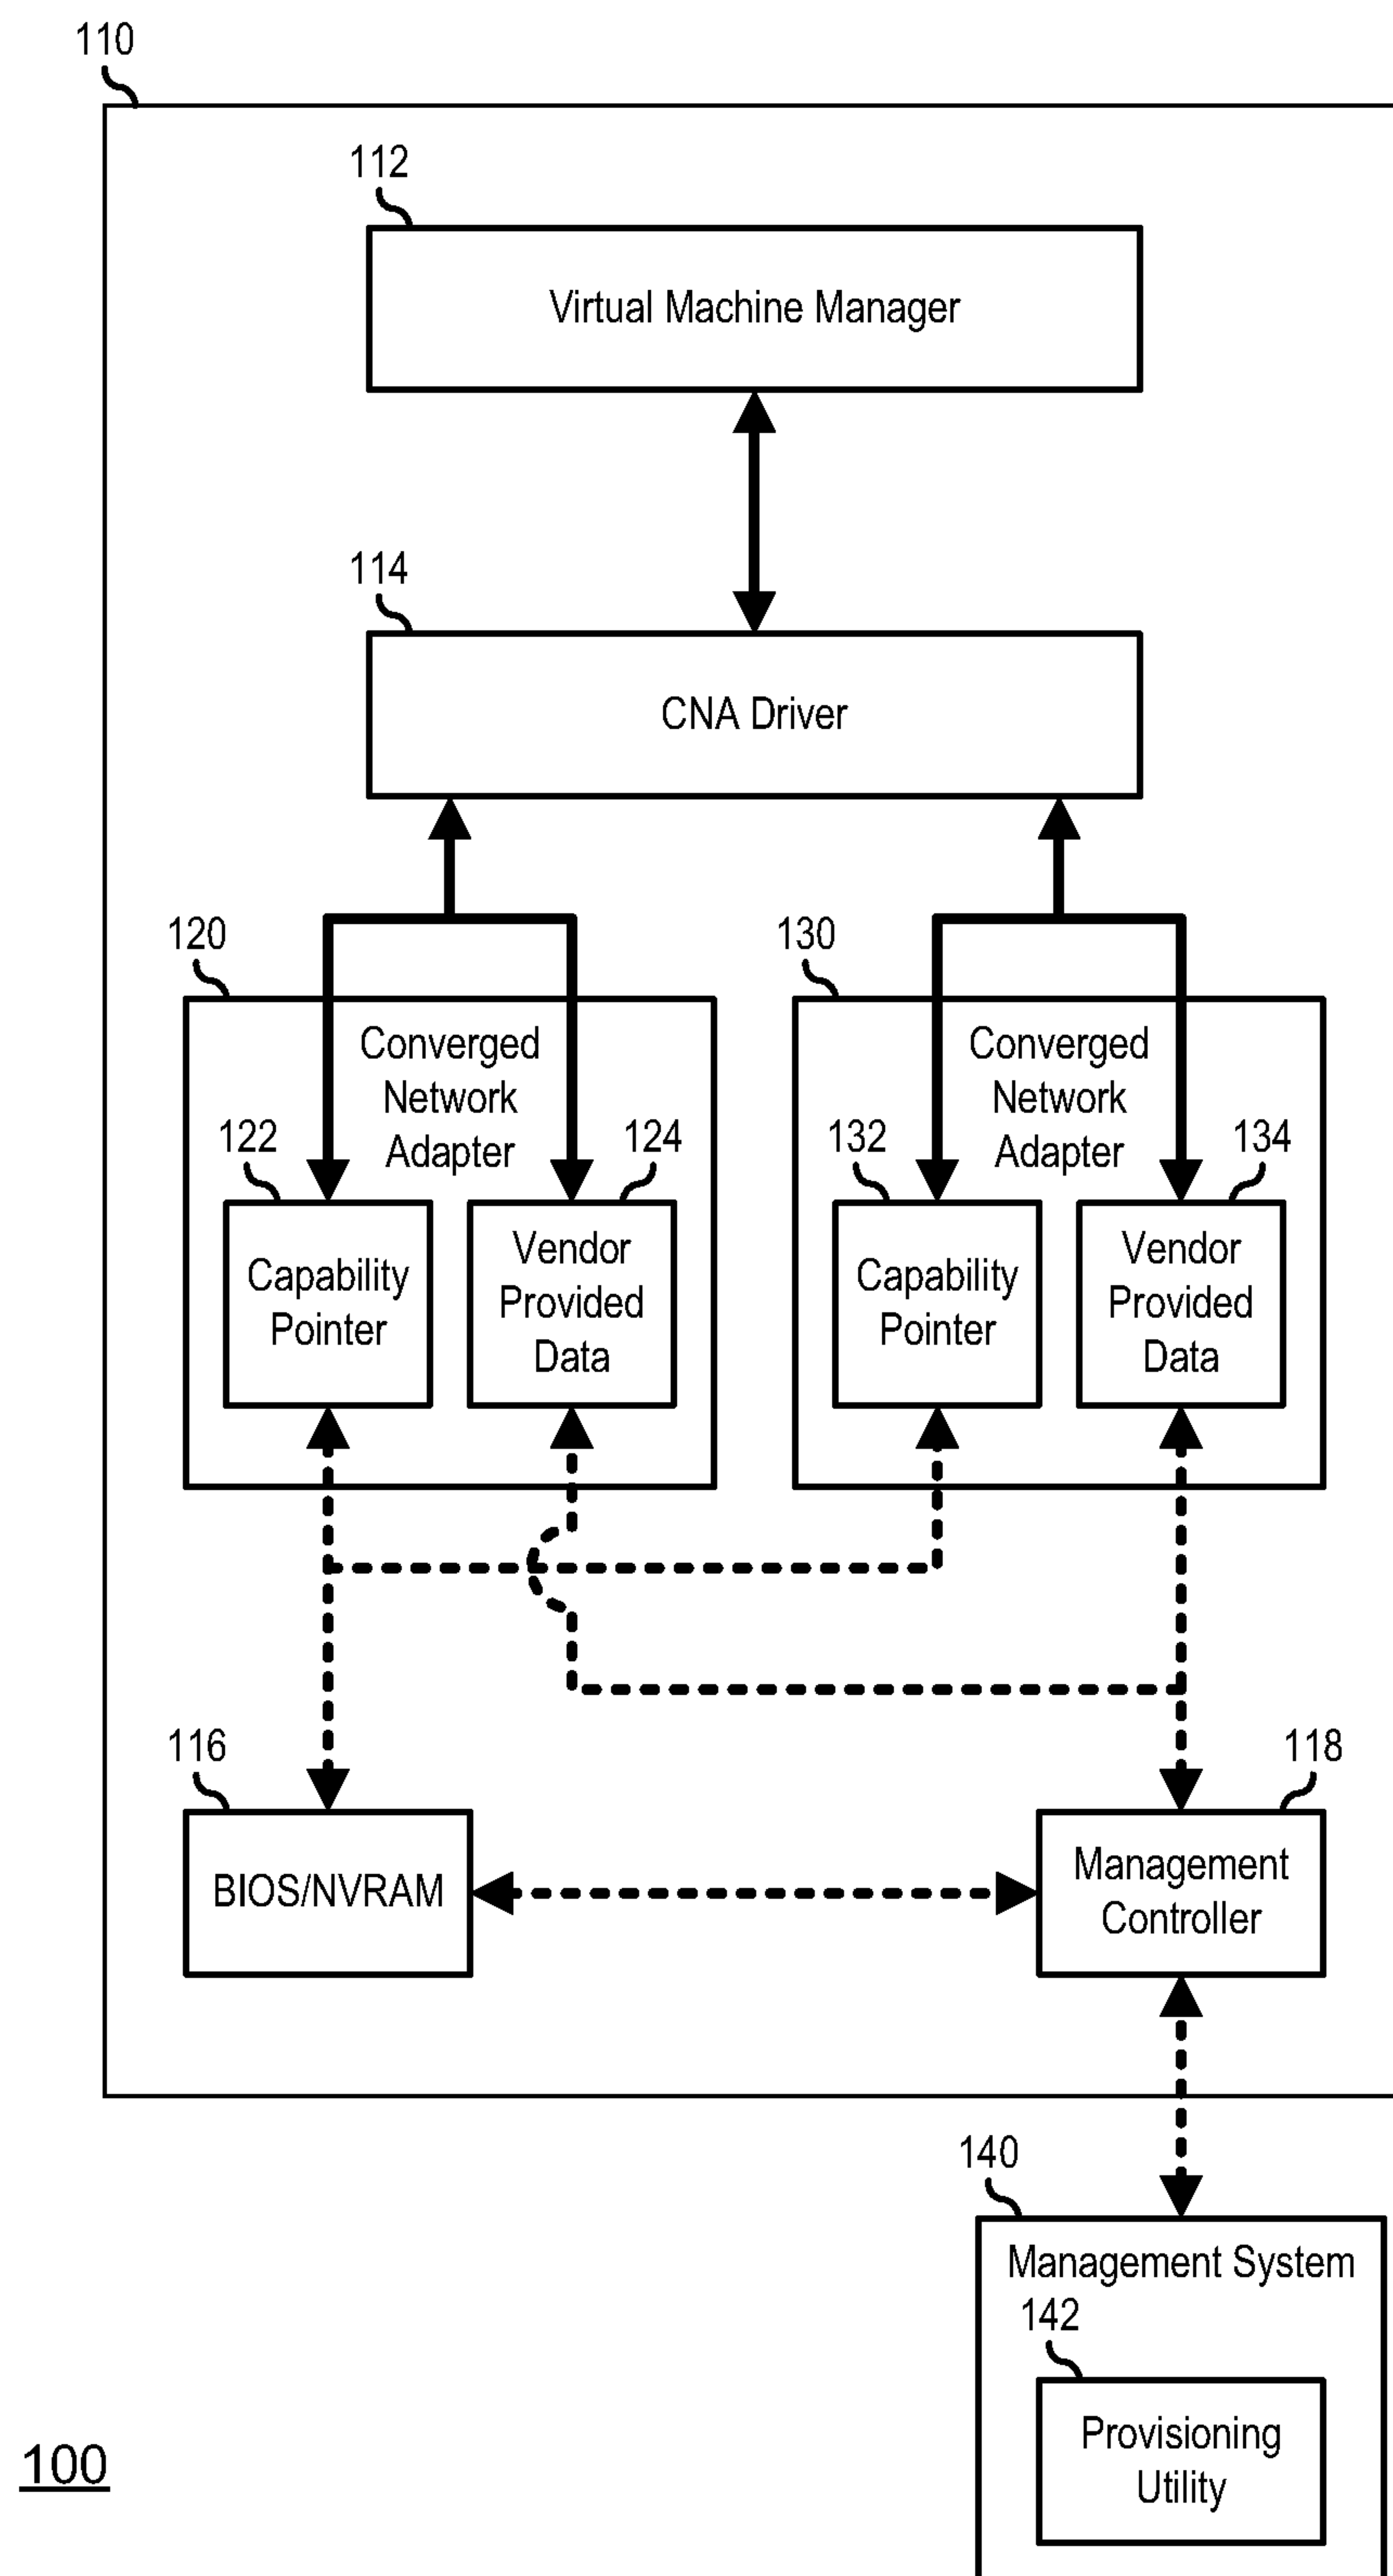 110
112
Virtual Machine Manager
114
CNA Driver
120
130
Converged
Network
Adapter
122
124
Capability
Pointer
Vendor
Provided
Data
Converged
Network
Adapter
132
134
Capability
Pointer
Vendor
Provided
Data
116
118
BIOS/NVRAM
Management
Controller
140
Management System
142
Provisioning
Utility
100